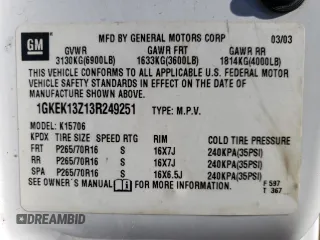 GM
MFD BY GENERAL MOTORS CORP 03/03
GVWR GAWR FRT GAWR RR
3130KG(6900LB) 1633KG(3600LB) 1814KG(4000LB)
THIS VEHICLE CONFORMS TO ALL APPLICABLE U.S. FEDERAL MOTOR
VEHICLE SAFETY STANDARDS IN EFFECT ON THE DATE OF
MANUFACTURE SHOWN ABOVE.
1GKEK13Z13R249251 TYPE: M.P.V.
MODEL: K15706
KPDX TIRE SIZE SPEED RTG RIM COLD TIRE PRESSURE
FRT P265/70R16 S 16X7J 240KPA(35PSI)
RR P265/70R16 S 16X7J 240KPA(35PSI)
SPA P265/70R16 S 16X6.5J 240KPA(35PSI)
SEE OWNER'S MANUAL FOR ADDITIONAL INFORMATION.
F 597
T 367
AUTOBIDMASTER